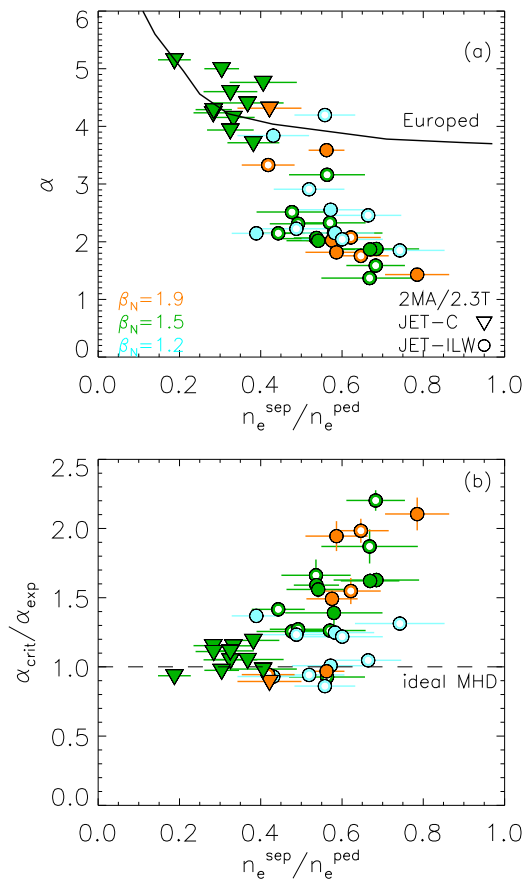 6
(a)
5
4
Europed
α
3
2
β_N=1.9
2MA/2.3T
1
β_N=1.5
JET-C
β_N=1.2
JET-ILW
0
0.0 0.2 0.4 0.6 0.8 1.0
n_e^sep/n_e^ped
2.5
(b)
2.0
1.5
α_crit/α_exp
1.0
ideal MHD
0.5
0.0
0.0 0.2 0.4 0.6 0.8 1.0
n_e^sep/n_e^ped